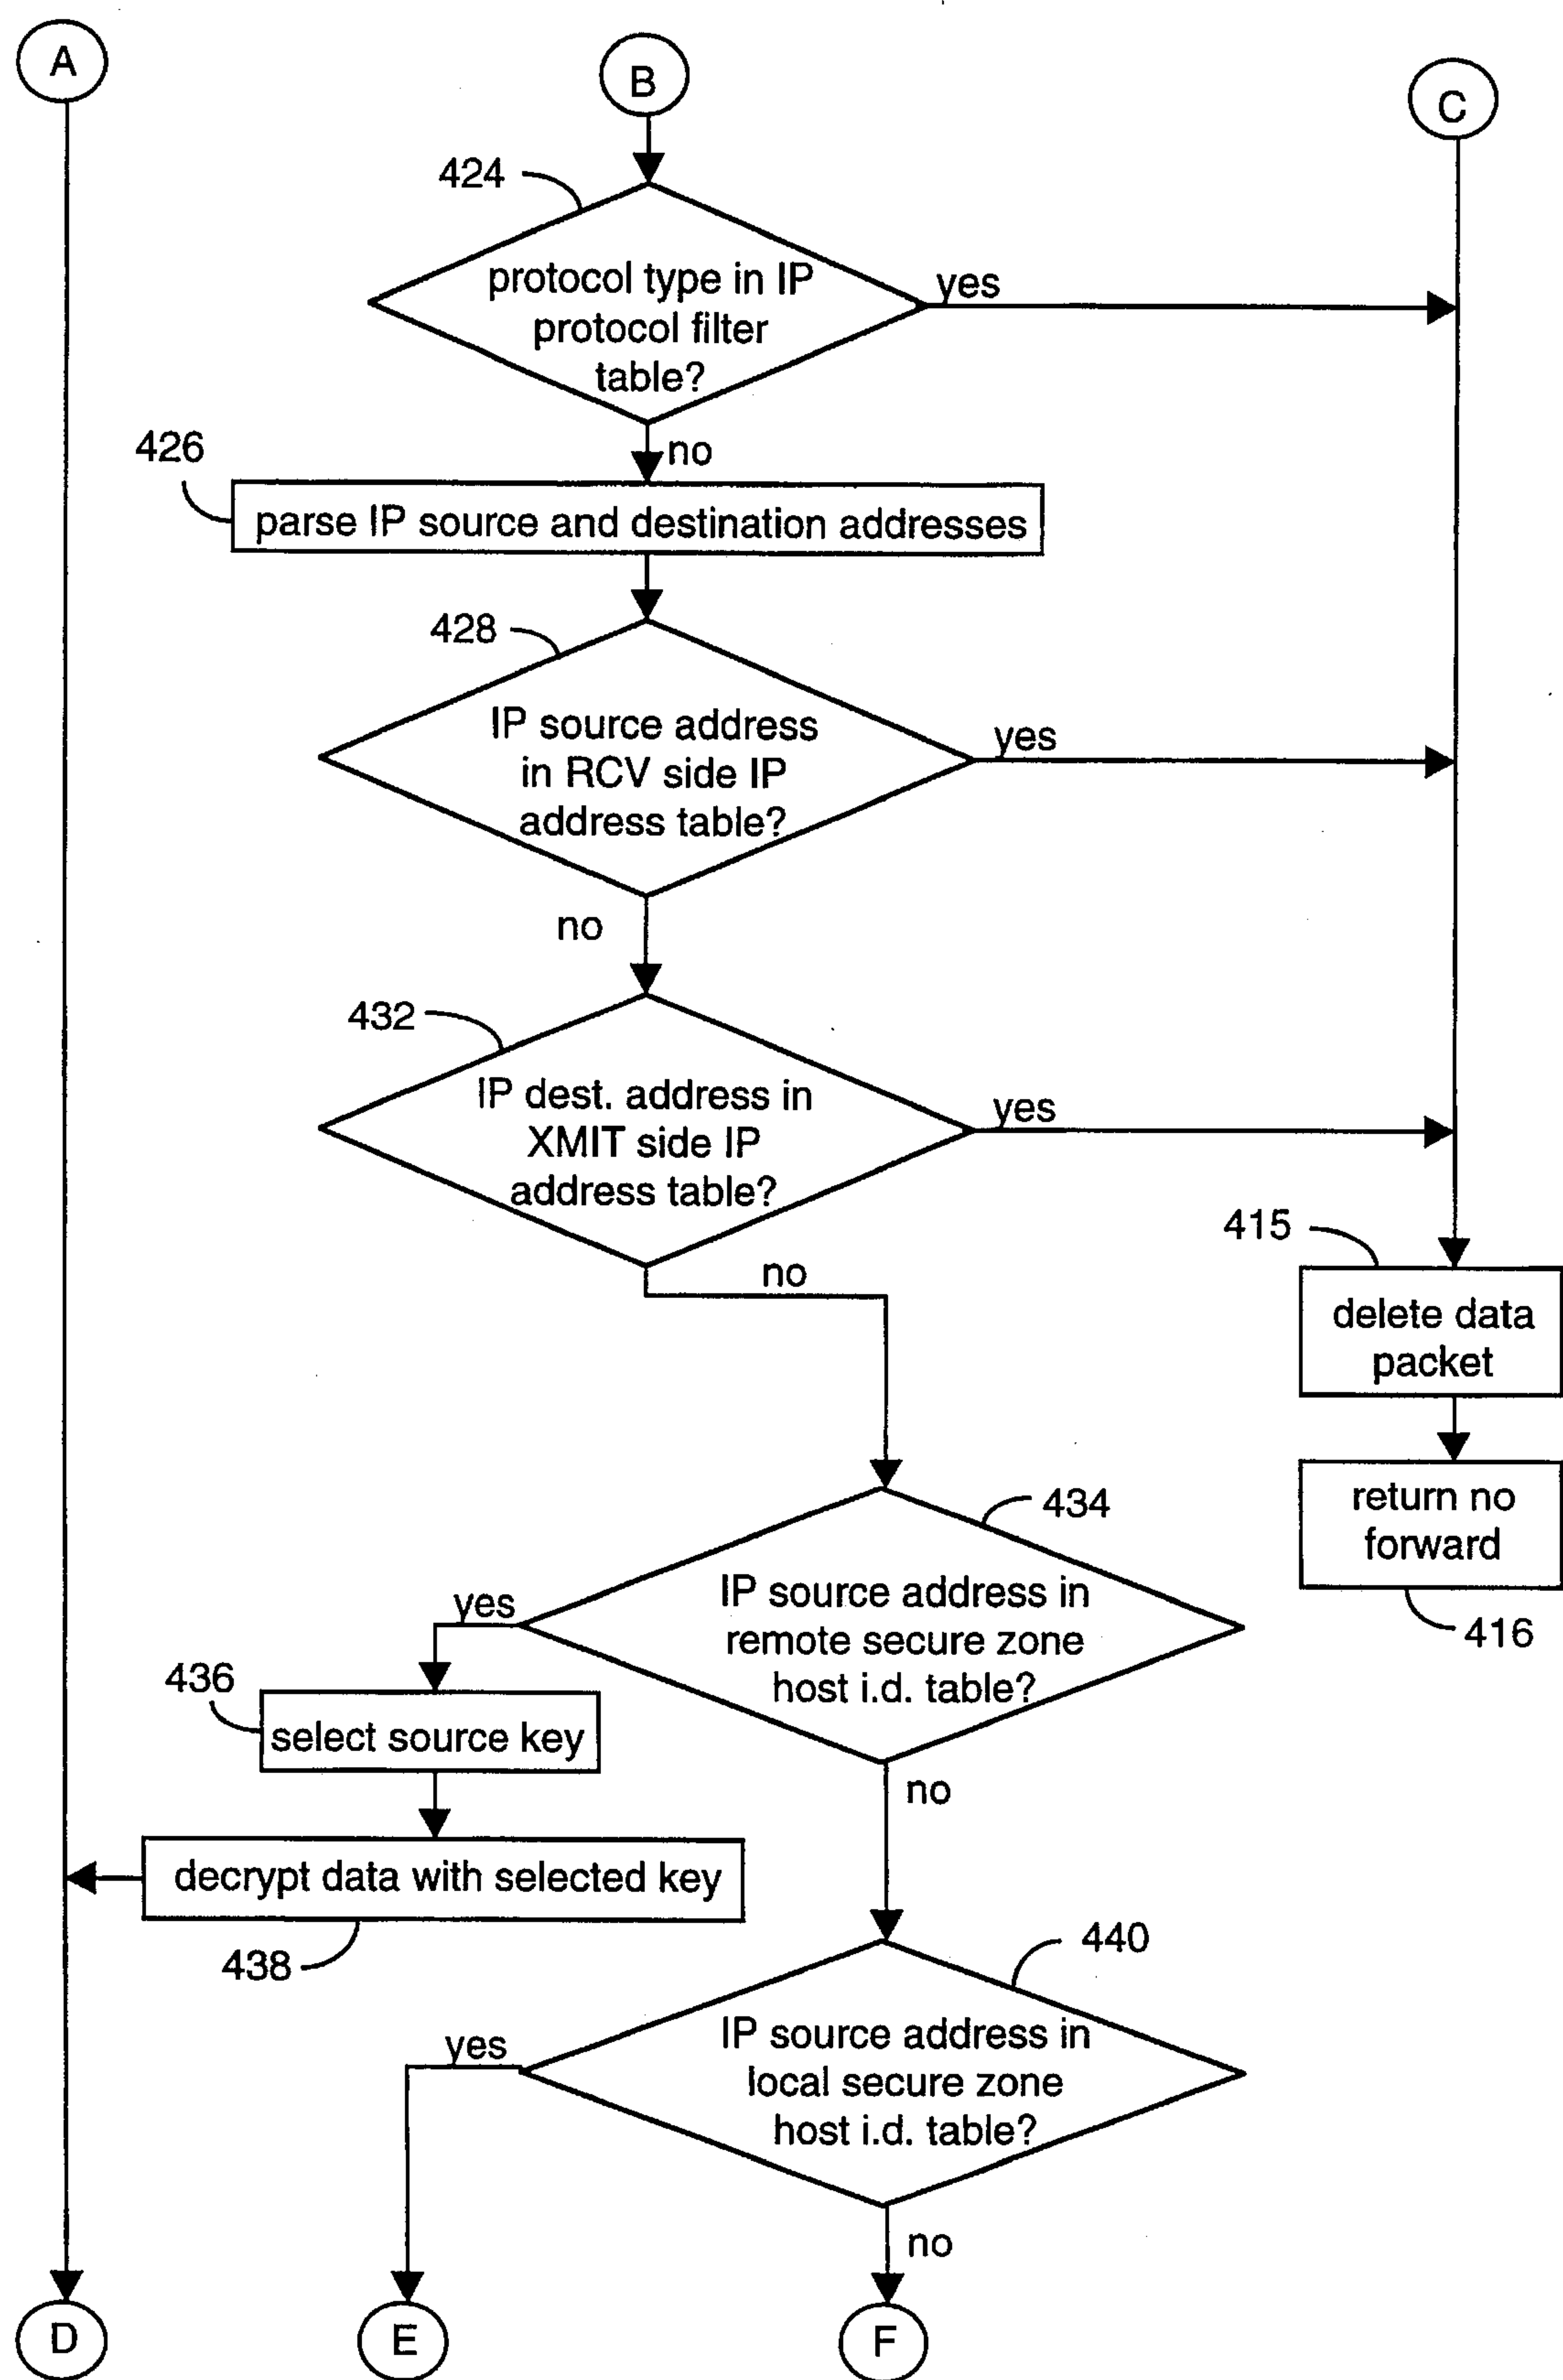 A
B
C
424
protocol type in IP
protocol filter
table?
yes
no
426
parse IP source and destination addresses
428
IP source address
in RCV side IP
address table?
yes
no
432
IP dest. address in
XMIT side IP
address table?
yes
no
415
delete data
packet
return no
forward
416
434
IP source address in
remote secure zone
host i.d. table?
yes
no
436
select source key
decrypt data with selected key
438
440
IP source address in
local secure zone
host i.d. table?
yes
no
D
E
F